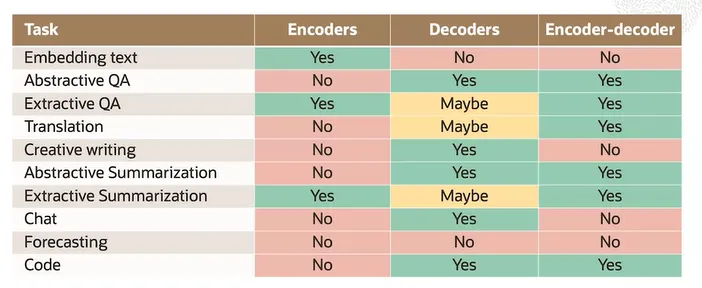 Task Encoders Decoders Encoder-decoder
Embedding text Yes No No
Abstractive QA No Yes Yes
Extractive QA Yes Maybe Yes
Translation No Maybe Yes
Creative writing No Yes No
Abstractive Summarization No Yes Yes
Extractive Summarization Yes Maybe Yes
Chat No Yes No
Forecasting No No No
Code No Yes Yes